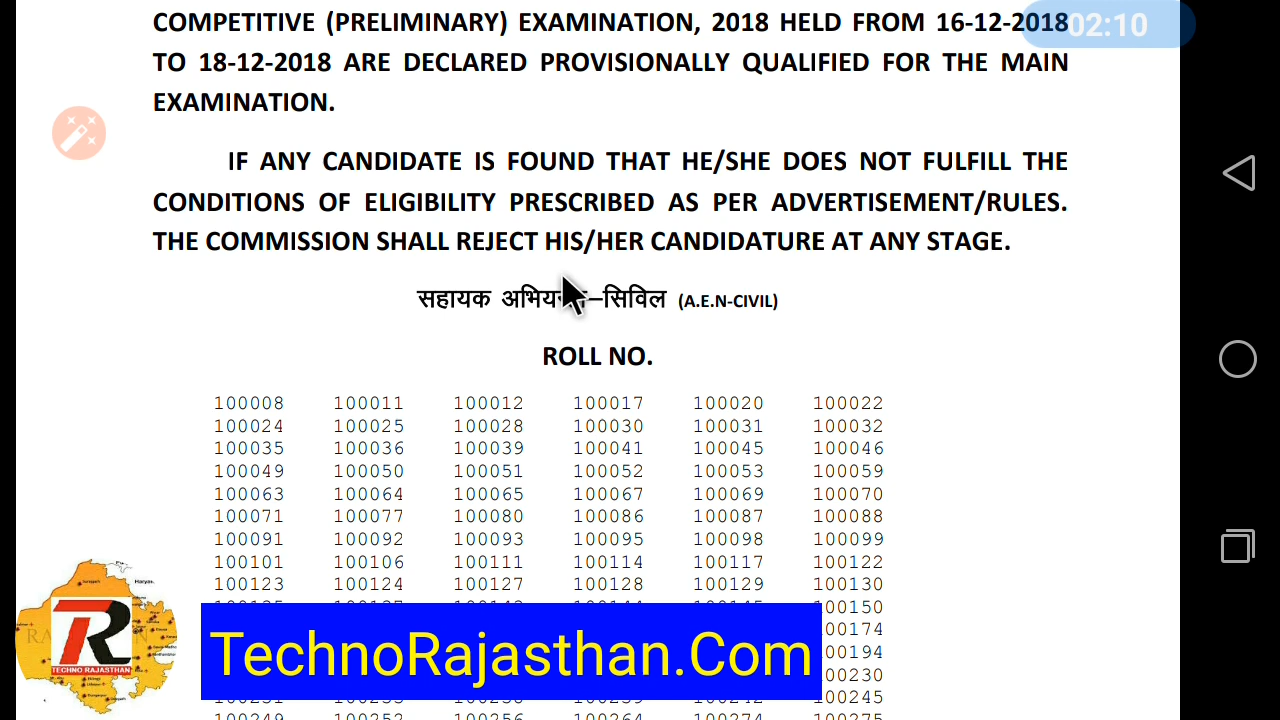 COMPETITIVE (PRELIMINARY) EXAMINATION, 2018 HELD FROM 16-12-2018
02:10
TO 18-12-2018 ARE DECLARED PROVISIONALLY QUALIFIED FOR THE MAIN
EXAMINATION.
IF ANY CANDIDATE IS FOUND THAT HE/SHE DOES NOT FULFILL THE
CONDITIONS OF ELIGIBILITY PRESCRIBED AS PER ADVERTISEMENT/RULES.
THE COMMISSION SHALL REJECT HIS/HER CANDIDATURE AT ANY STAGE.
सहायक –सिविल (A.E.N-CIVIL)
ROLL NO.
100008 100011 100012 100017 100020 100022
100024 100025 100028 100030 100031 100032
100035 100036 100039 100041 100045 100046
100049 100050 100051 100052 100053 100059
100063 100064 100065 100067 100069 100070
100071 100077 100080 100086 100087 100088
100091 100092 100093 100095 100098 100099
100101 100106 100111 100114 100117 100122
100123 100124 100127 100128 100129 100130
100150
100174
100194
100230
100245
TR
TECHNO RAJASTHAN
TechnoRajasthan.Com